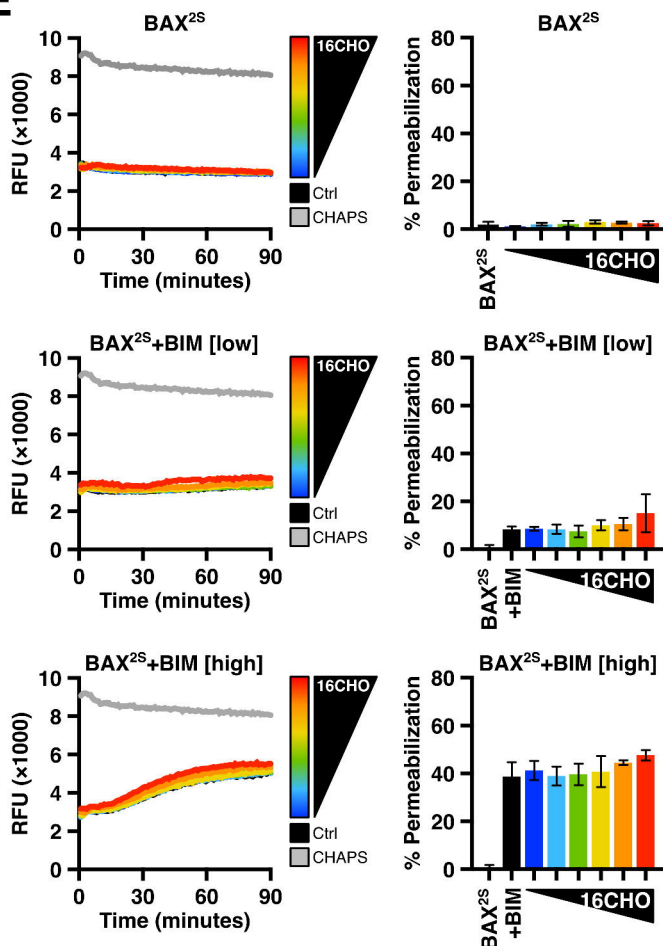 E
BAX2S
10
8
6
4
2
0
RFU (×1000)
0 30 60 90
Time (minutes)
16CHO
Ctrl
CHAPS
BAX2S
80
60
40
20
0
% Permeabilization
BAX2S
16CHO
BAX2S+BIM [low]
10
8
6
4
2
0
RFU (×1000)
0 30 60 90
Time (minutes)
16CHO
Ctrl
CHAPS
BAX2S+BIM [low]
80
60
40
20
0
% Permeabilization
BAX2S
+BIM
16CHO
BAX2S+BIM [high]
10
8
6
4
2
0
RFU (×1000)
0 30 60 90
Time (minutes)
16CHO
Ctrl
CHAPS
BAX2S+BIM [high]
80
60
40
20
0
% Permeabilization
BAX2S
+BIM
16CHO